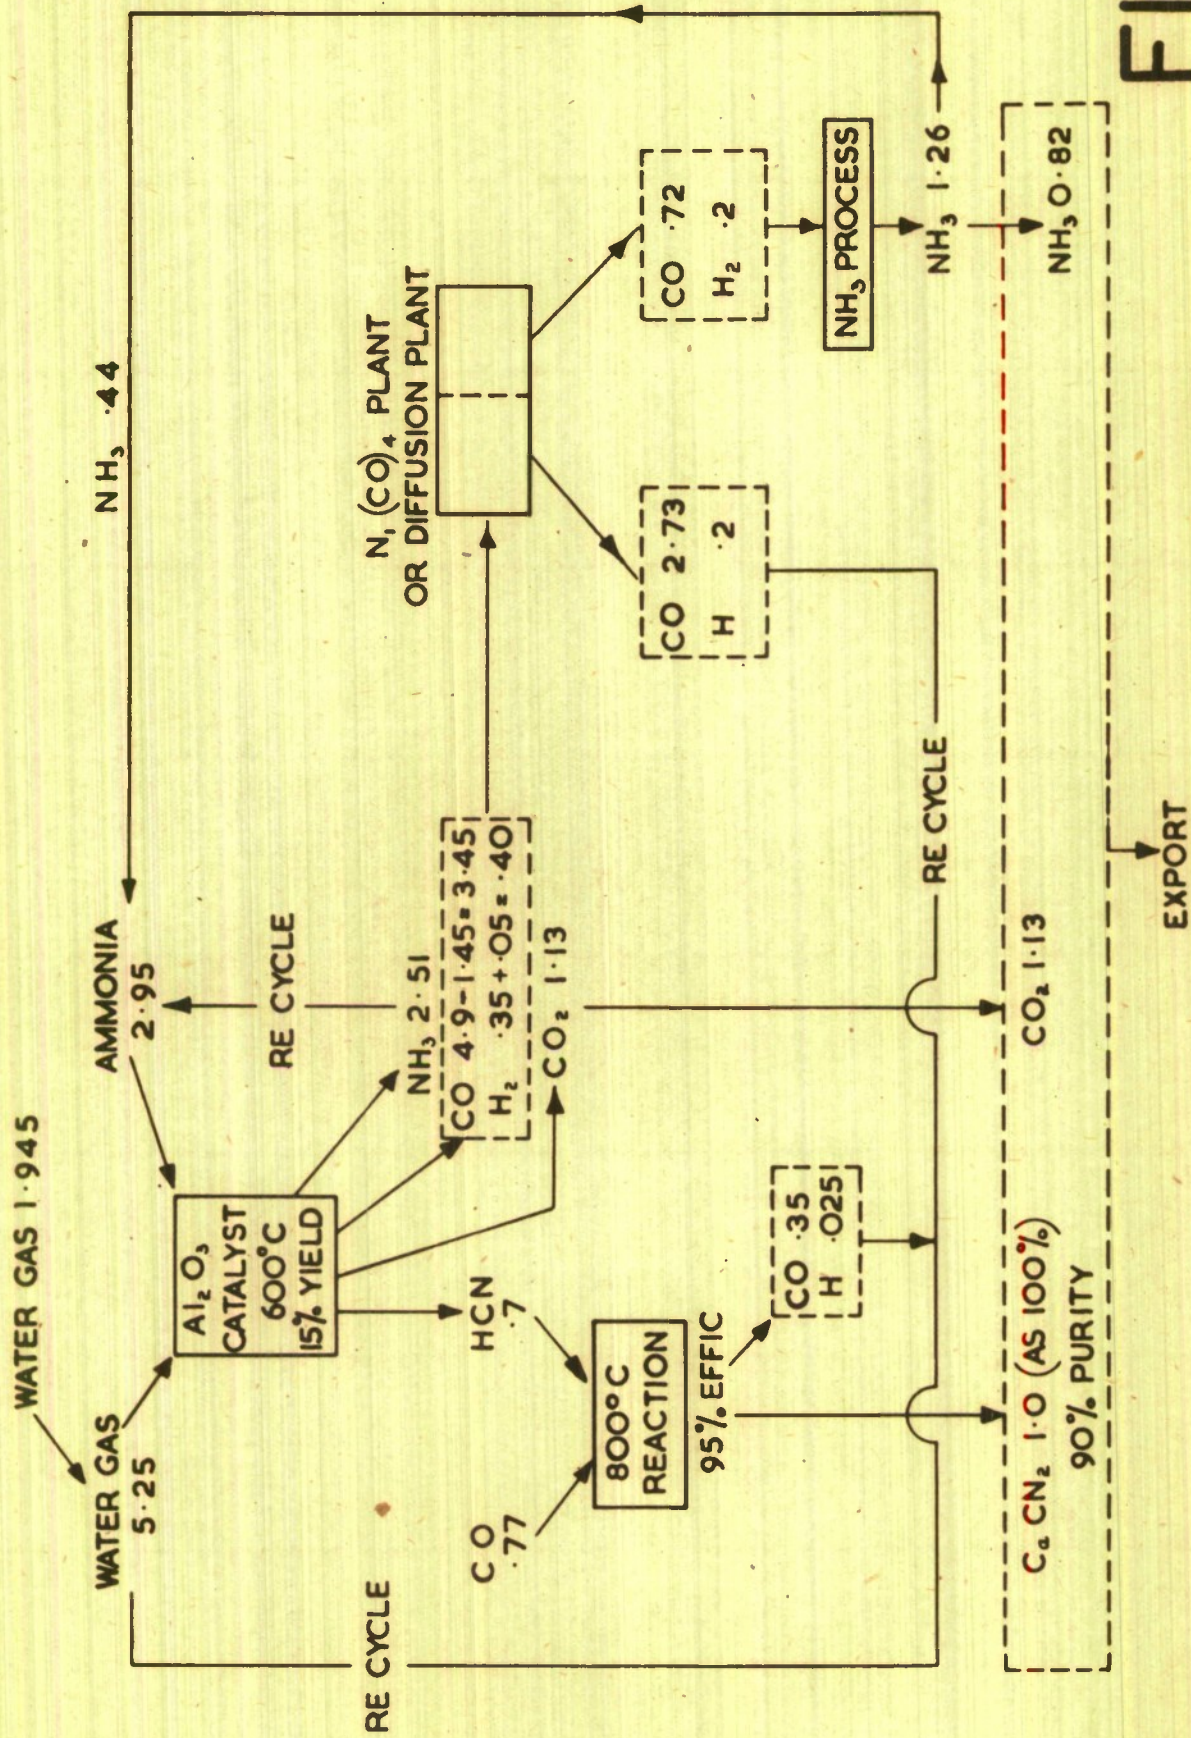 WATER GAS 1·945
WATER GAS
5·25
AMMONIA
2·95
NH₃ ·44
Al₂O₃
CATALYST
600°C
15% YIELD
RE CYCLE
RE CYCLE
NH₃ 2·51
CO 4·9-1·45=3·45
H₂ ·35+·05=·40
CO₂ 1·13
N,(CO)₄ PLANT
OR DIFFUSION PLANT
HCN
·7
CO
·77
800°C
REACTION
95% EFFIC
CO ·35
H ·025
CO 2·73
H ·2
CO ·72
H₂ ·2
NH₃ PROCESS
RE CYCLE
NH₃ 1·26
CaCN₂ 1·0 (AS 100%)
90% PURITY
CO₂ 1·13
NH₃ 0·82
EXPORT